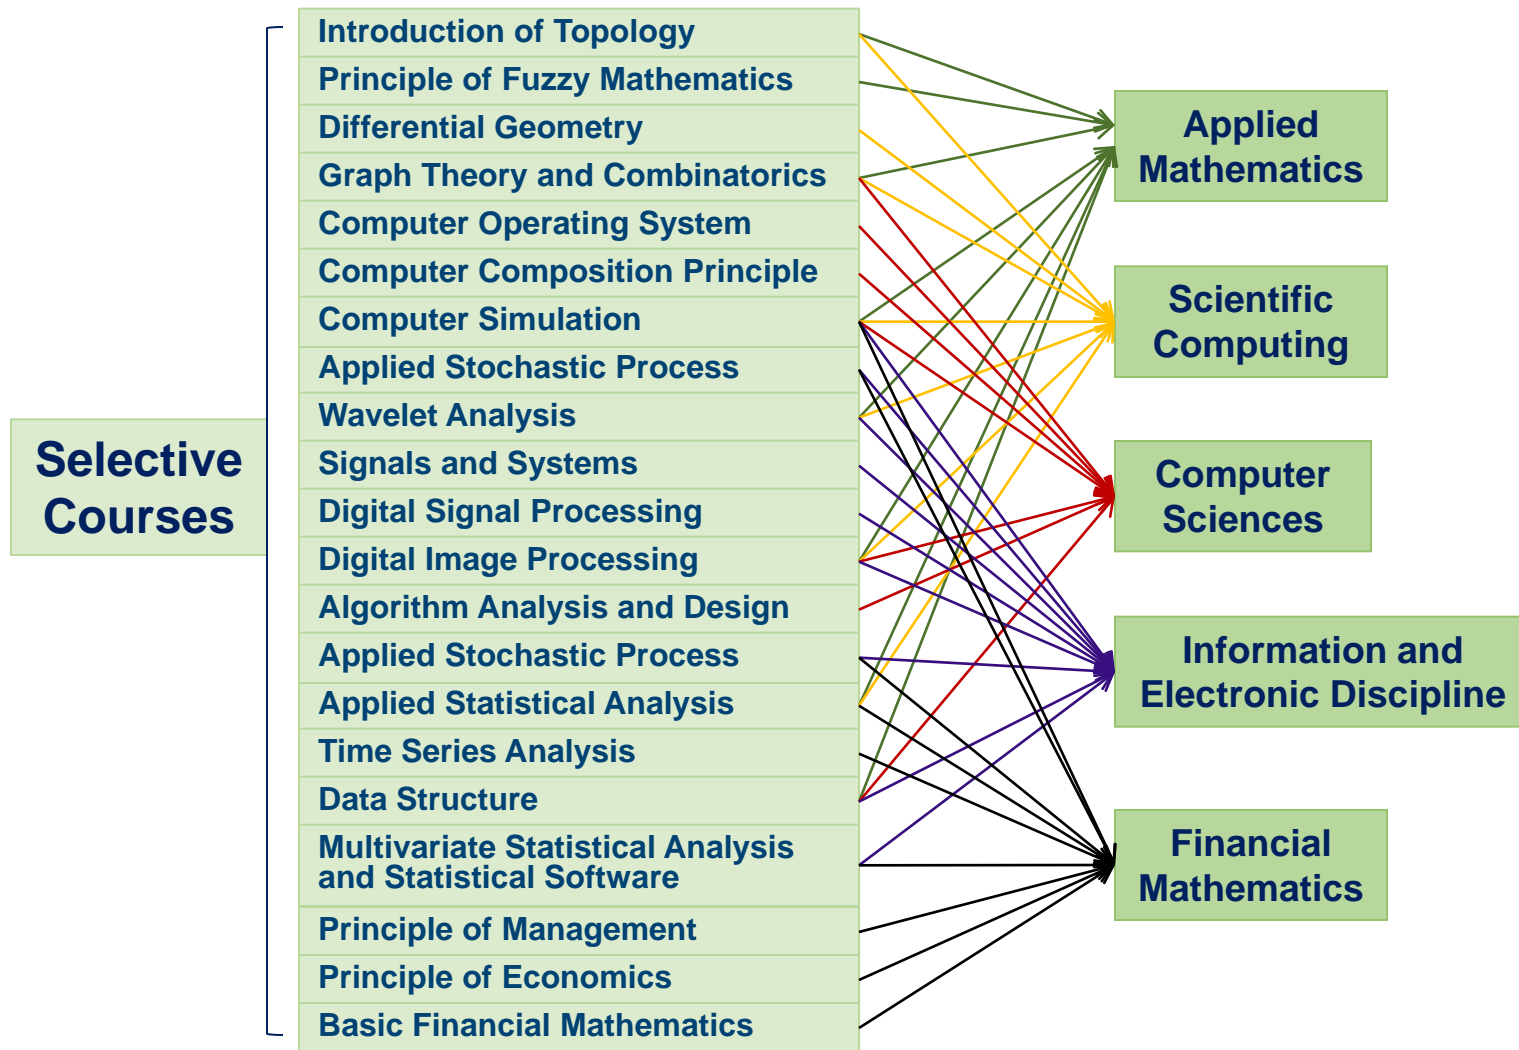 Selective
Courses
Introduction of Topology
Principle of Fuzzy Mathematics
Differential Geometry
Graph Theory and Combinatorics
Computer Operating System
Computer Composition Principle
Computer Simulation
Applied Stochastic Process
Wavelet Analysis
Signals and Systems
Digital Signal Processing
Digital Image Processing
Algorithm Analysis and Design
Applied Stochastic Process
Applied Statistical Analysis
Time Series Analysis
Data Structure
Multivariate Statistical Analysis
and Statistical Software
Principle of Management
Principle of Economics
Basic Financial Mathematics
Applied
Mathematics
Scientific
Computing
Computer
Sciences
Information and
Electronic Discipline
Financial
Mathematics